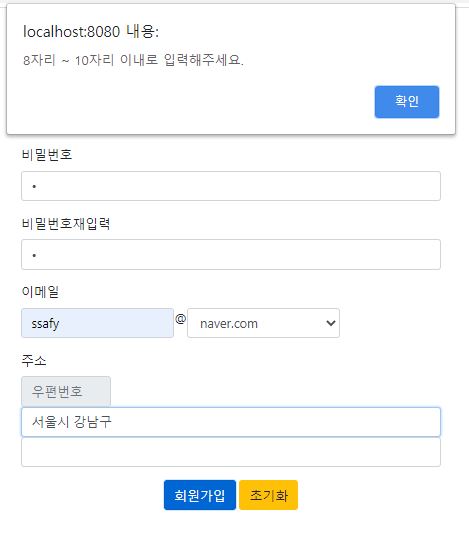 localhost:8080 내용:
8자리 ~ 10자리 이내로 입력해주세요.
확인
비밀번호
•
비밀번호재입력
•
이메일
ssafy @ naver.com
주소
우편번호
서울시 강남구
회원가입 초기화